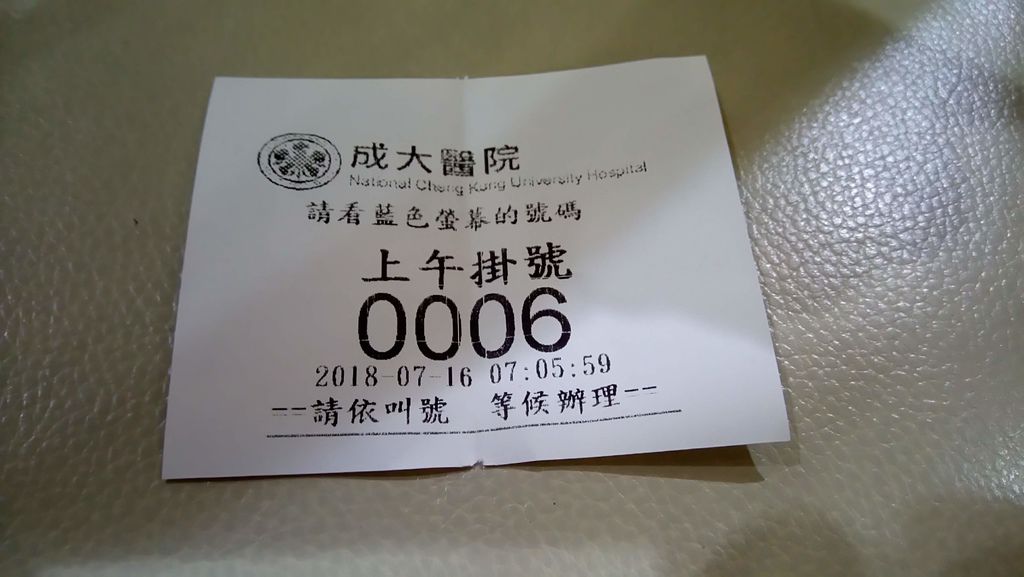 成大醫院
National Cheng Kung University Hospital
請看藍色螢幕的號碼
上午掛號
0006
2018-07-16 07:05:59
--請依叫號 等候辦理--